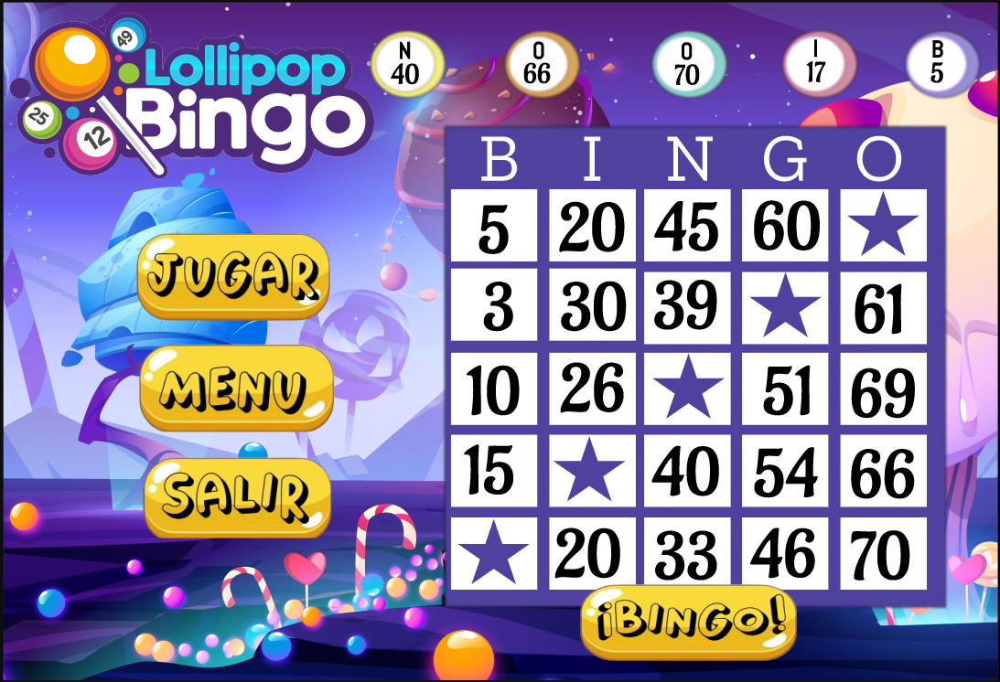 49
Lollipop
Bingo
25
12
N
40
O
66
O
70
I
17
B
5
JUGAR
MENU
SALIR
B I N G O
5 20 45 60
3 30 39 61
10 26 51 69
15 40 54 66
20 33 46 70
¡BINGO!